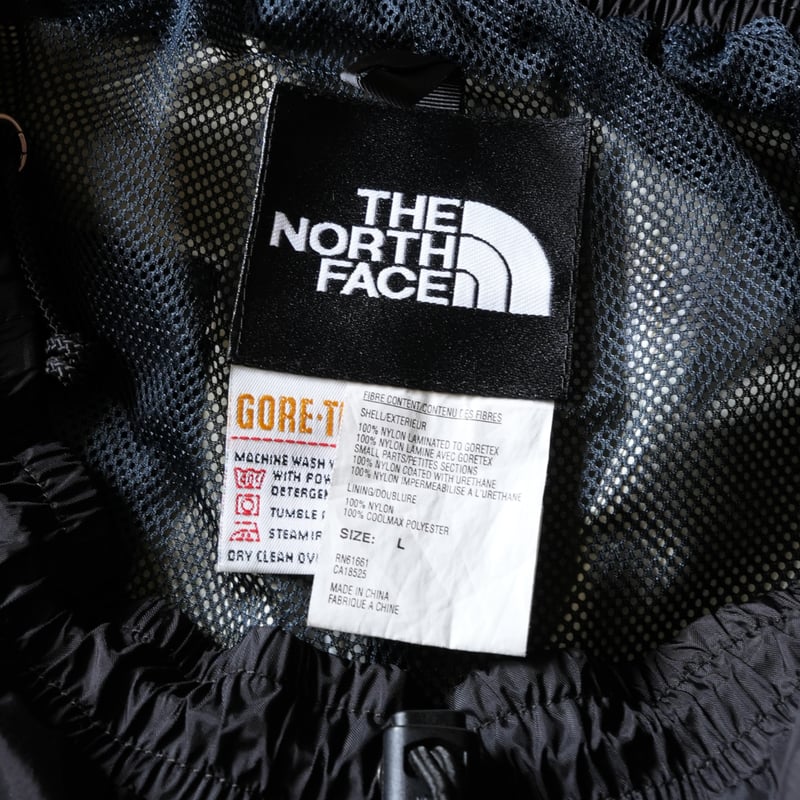 THE
NORTH
FACE
GORE-T
MACHINE WASH W
WITH POW
DETERGEN
TUMBLE
STEAM
DRY CLEAN OV
FIBRE CONTENT/CONTENU DES FIBRES
SHELL/EXTERIEUR
100% NYLON LAMINATED TO GORETEX
100% NYLON LAMINE AVEC GORETEX
SMALL PARTS/PETITES SECTIONS
100% NYLON COATED WITH URETHANE
100% NYLON IMPERMEABILISE A L'URETHANE
LINING/DOUBLURE
100% NYLON
100% COOLMAX POLYESTER
SIZE: L
RN61661
CA18525
MADE IN CHINA
FABRIQUE A CHINE